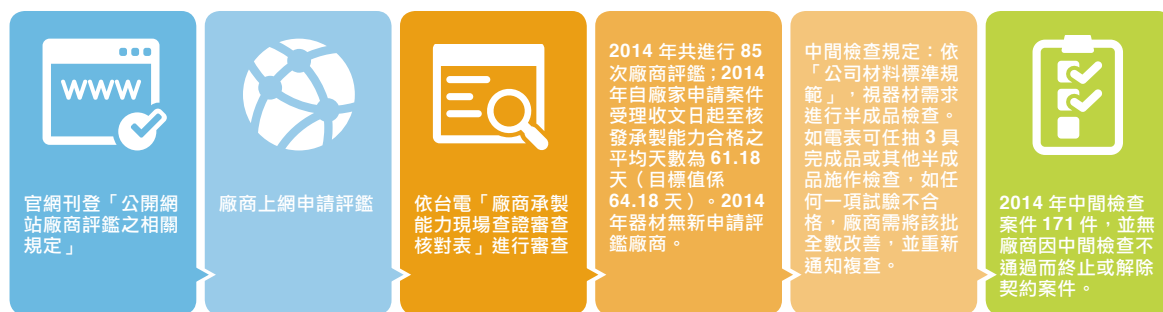 WWW
官網刊登「公開網
站廠商評鑑之相關
規定」
廠商上網申請評鑑
依台電「廠商承製
能力現場查證審查
核對表」進行審查
2014 年共進行 85
次廠商評鑑；2014
年自廠家申請案件
受理收文日起至核
發承製能力合格之
平均天數為 61.18
天（目標值係
64.18 天）。2014
年器材無新申請評
鑑廠商。
中間檢查規定：依
「公司材料標準規
範」，視器材需求
進行半成品檢查。
如電表可任抽 3 具
完成品或其他半成
品施作檢查，如任
何一項試驗不合
格，廠商需將該批
全數改善，並重新
通知複查。
2014 年中間檢查
案件 171 件，並無
廠商因中間檢查不
通過而終止或解除
契約案件。